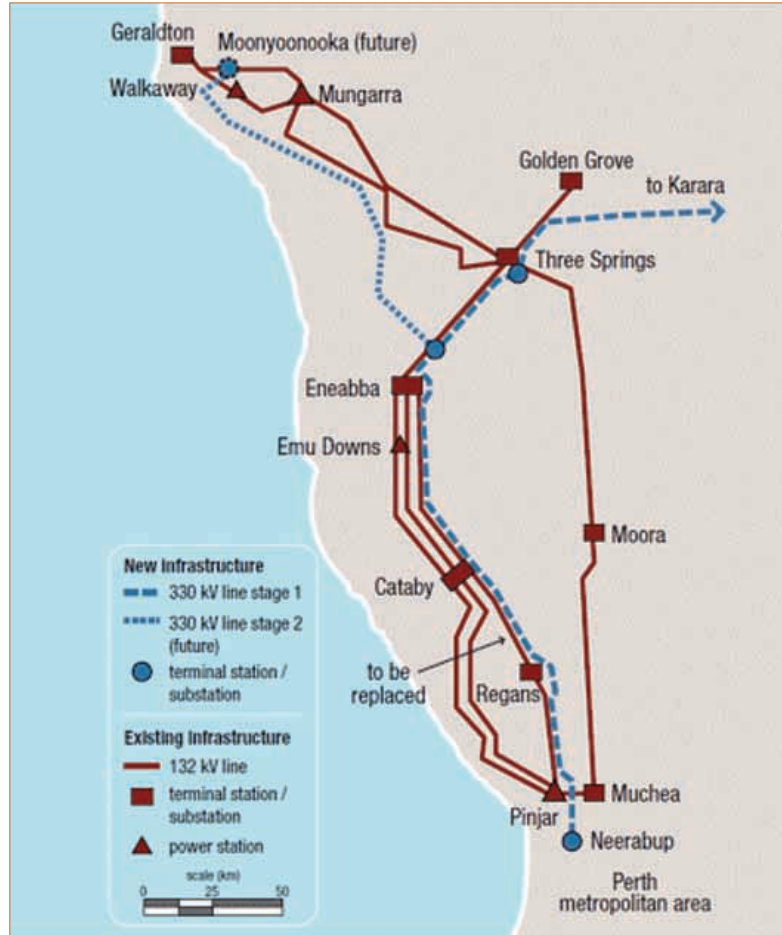 Geraldton
Moonyoonooka (future)
Walkaway
Mungarra
Golden Grove
to Karara
Three Springs
Eneabba
Emu Downs
Moora
Cataby
to be
replaced
Regans
Pinjar
Muchea
Neerabup
Perth
metropolitan area
New infrastructure
330 kV line stage 1
330 kV line stage 2
(future)
terminal station /
substation
Existing infrastructure
132 kV line
terminal station /
substation
power station
scale (km)
0 25 50